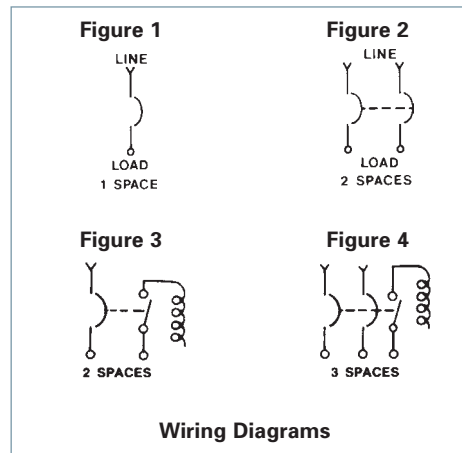 Figure 1
LINE
LOAD
1 SPACE
Figure 2
LINE
LOAD
2 SPACES
Figure 3
2 SPACES
Figure 4
3 SPACES
Wiring Diagrams